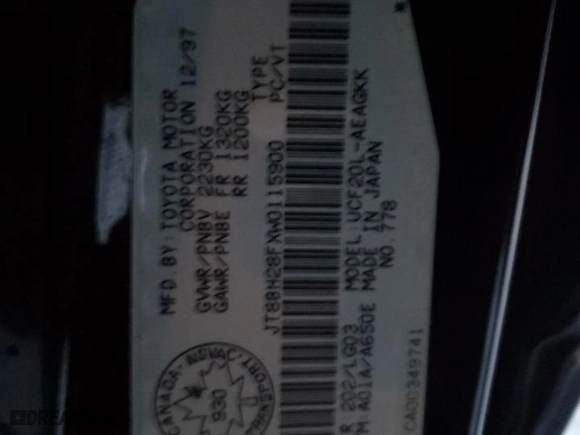 MFD. BY TOYOTA MOTOR
CORPORATION 12/97
GVWR/PNBV 2230KG
GAWR/PNBE FR 1320KG
RR 1200KG
TYPE
PC/VT
JT8BH28FXW0115900
R 202/LG03
M A01A/A650E
MODEL: UCF20L-AEAGKK
MADE IN JAPAN
NO. 778
CANADA
TRANSPORT
930